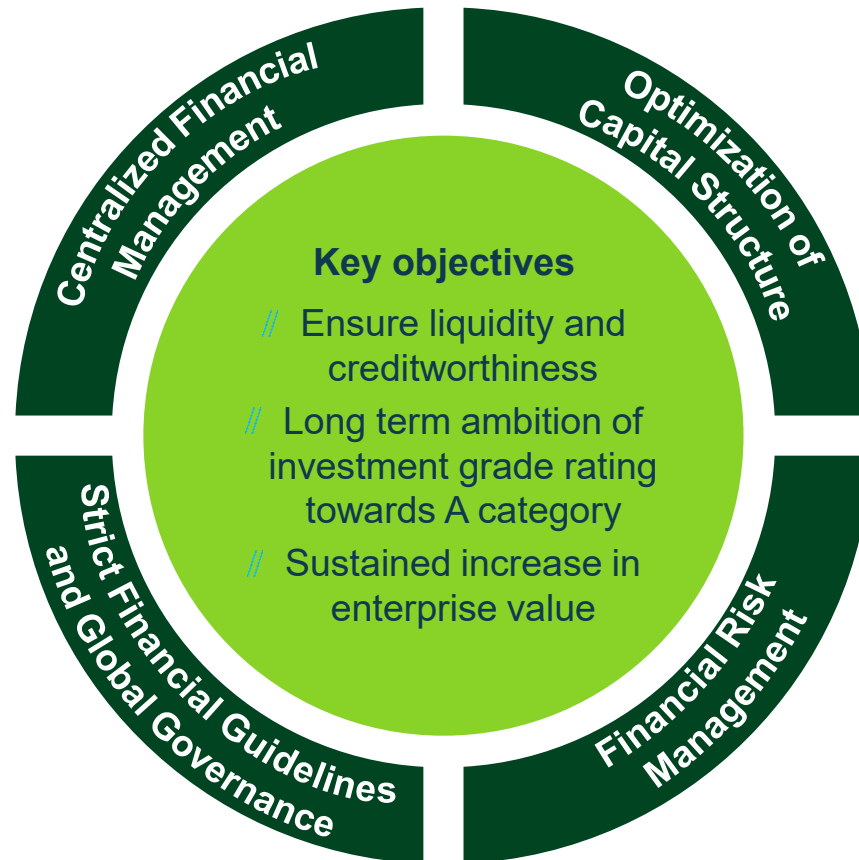 Centralized Financial
Management
Optimization of
Capital Structure
Key objectives
// Ensure liquidity and
creditworthiness
// Long term ambition of
investment grade rating
towards A category
// Sustained increase in
enterprise value
Strict Financial Guidelines
and Global Governance
Financial Risk
Management